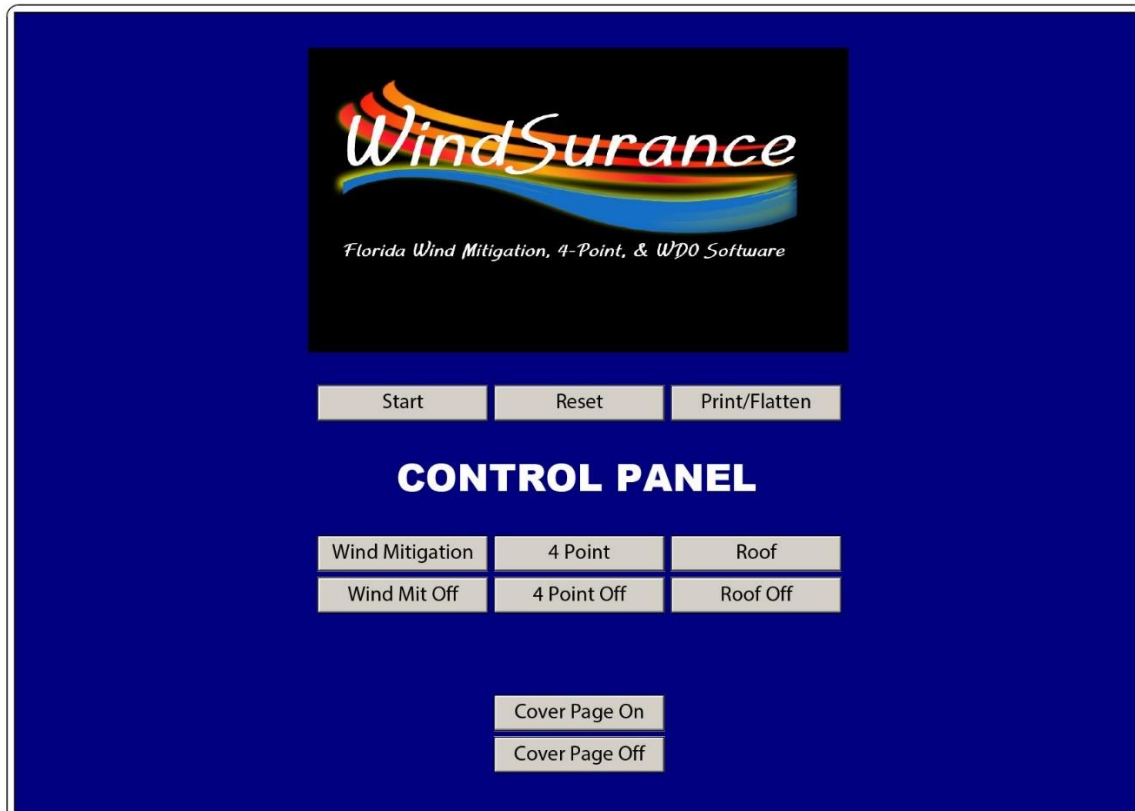 WindSurance
Florida Wind Mitigation, 4-Point, & WDO Software
Start Reset Print/Flatten
CONTROL PANEL
Wind Mitigation 4 Point Roof
Wind Mit Off 4 Point Off Roof Off
Cover Page On
Cover Page Off